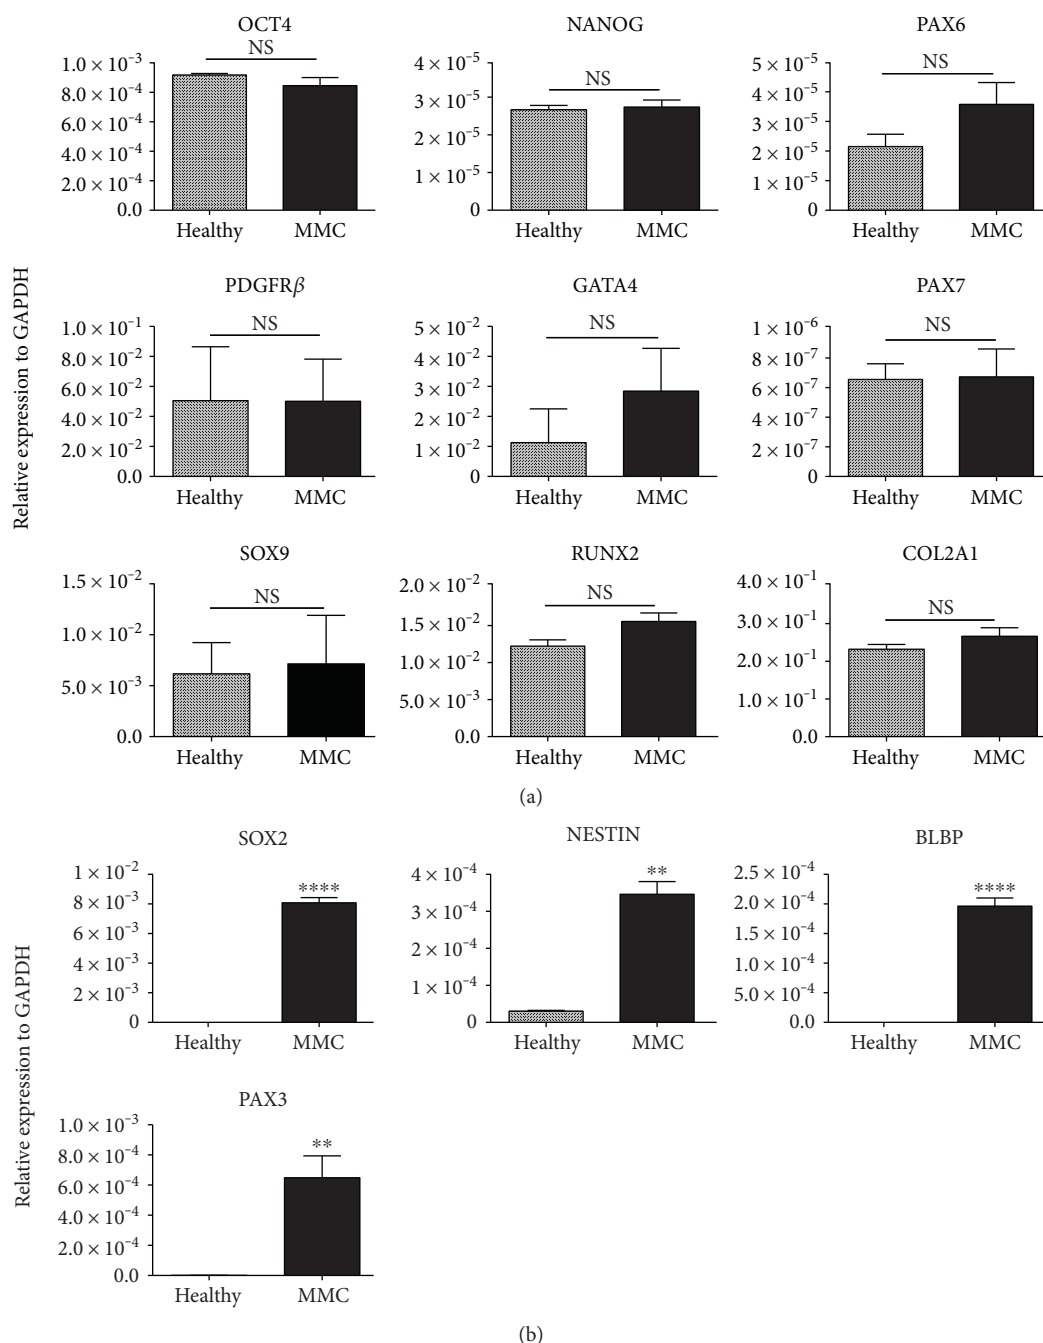 OCT4
NS
1.0 × 10⁻³
8.0 × 10⁻⁴
6.0 × 10⁻⁴
4.0 × 10⁻⁴
2.0 × 10⁻⁴
0.0
Healthy MMC
NANOG
NS
4 × 10⁻⁵
3 × 10⁻⁵
2 × 10⁻⁵
1 × 10⁻⁵
0
Healthy MMC
PAX6
NS
5 × 10⁻⁵
4 × 10⁻⁵
3 × 10⁻⁵
2 × 10⁻⁵
1 × 10⁻⁵
0
Healthy MMC
Relative expression to GAPDH
PDGFRβ
NS
1.0 × 10⁻¹
8.0 × 10⁻²
6.0 × 10⁻²
4.0 × 10⁻²
2.0 × 10⁻²
0.0
Healthy MMC
GATA4
NS
5 × 10⁻²
4 × 10⁻²
3 × 10⁻²
2 × 10⁻²
1 × 10⁻²
0
Healthy MMC
PAX7
NS
1 × 10⁻⁶
8 × 10⁻⁷
6 × 10⁻⁷
4 × 10⁻⁷
2 × 10⁻⁷
0
Healthy MMC
SOX9
NS
1.5 × 10⁻²
1.0 × 10⁻²
5.0 × 10⁻³
0.0
Healthy MMC
RUNX2
NS
2.0 × 10⁻²
1.5 × 10⁻²
1.0 × 10⁻²
5.0 × 10⁻³
0.0
Healthy MMC
COL2A1
NS
4.0 × 10⁻¹
3.0 × 10⁻¹
2.0 × 10⁻¹
1.0 × 10⁻¹
0.0
Healthy MMC
(a)
SOX2
****
1 × 10⁻²
8 × 10⁻³
6 × 10⁻³
4 × 10⁻³
2 × 10⁻³
0
Healthy MMC
NESTIN
**
4 × 10⁻⁴
3 × 10⁻⁴
2 × 10⁻⁴
1 × 10⁻⁴
0
Healthy MMC
BLBP
****
2.5 × 10⁻⁴
2.0 × 10⁻⁴
1.5 × 10⁻⁴
1.0 × 10⁻⁴
5.0 × 10⁻⁴
0.0
Healthy MMC
Relative expression to GAPDH
PAX3
**
1.0 × 10⁻³
8.0 × 10⁻⁴
6.0 × 10⁻⁴
4.0 × 10⁻⁴
2.0 × 10⁻⁴
0.0
Healthy MMC
(b)